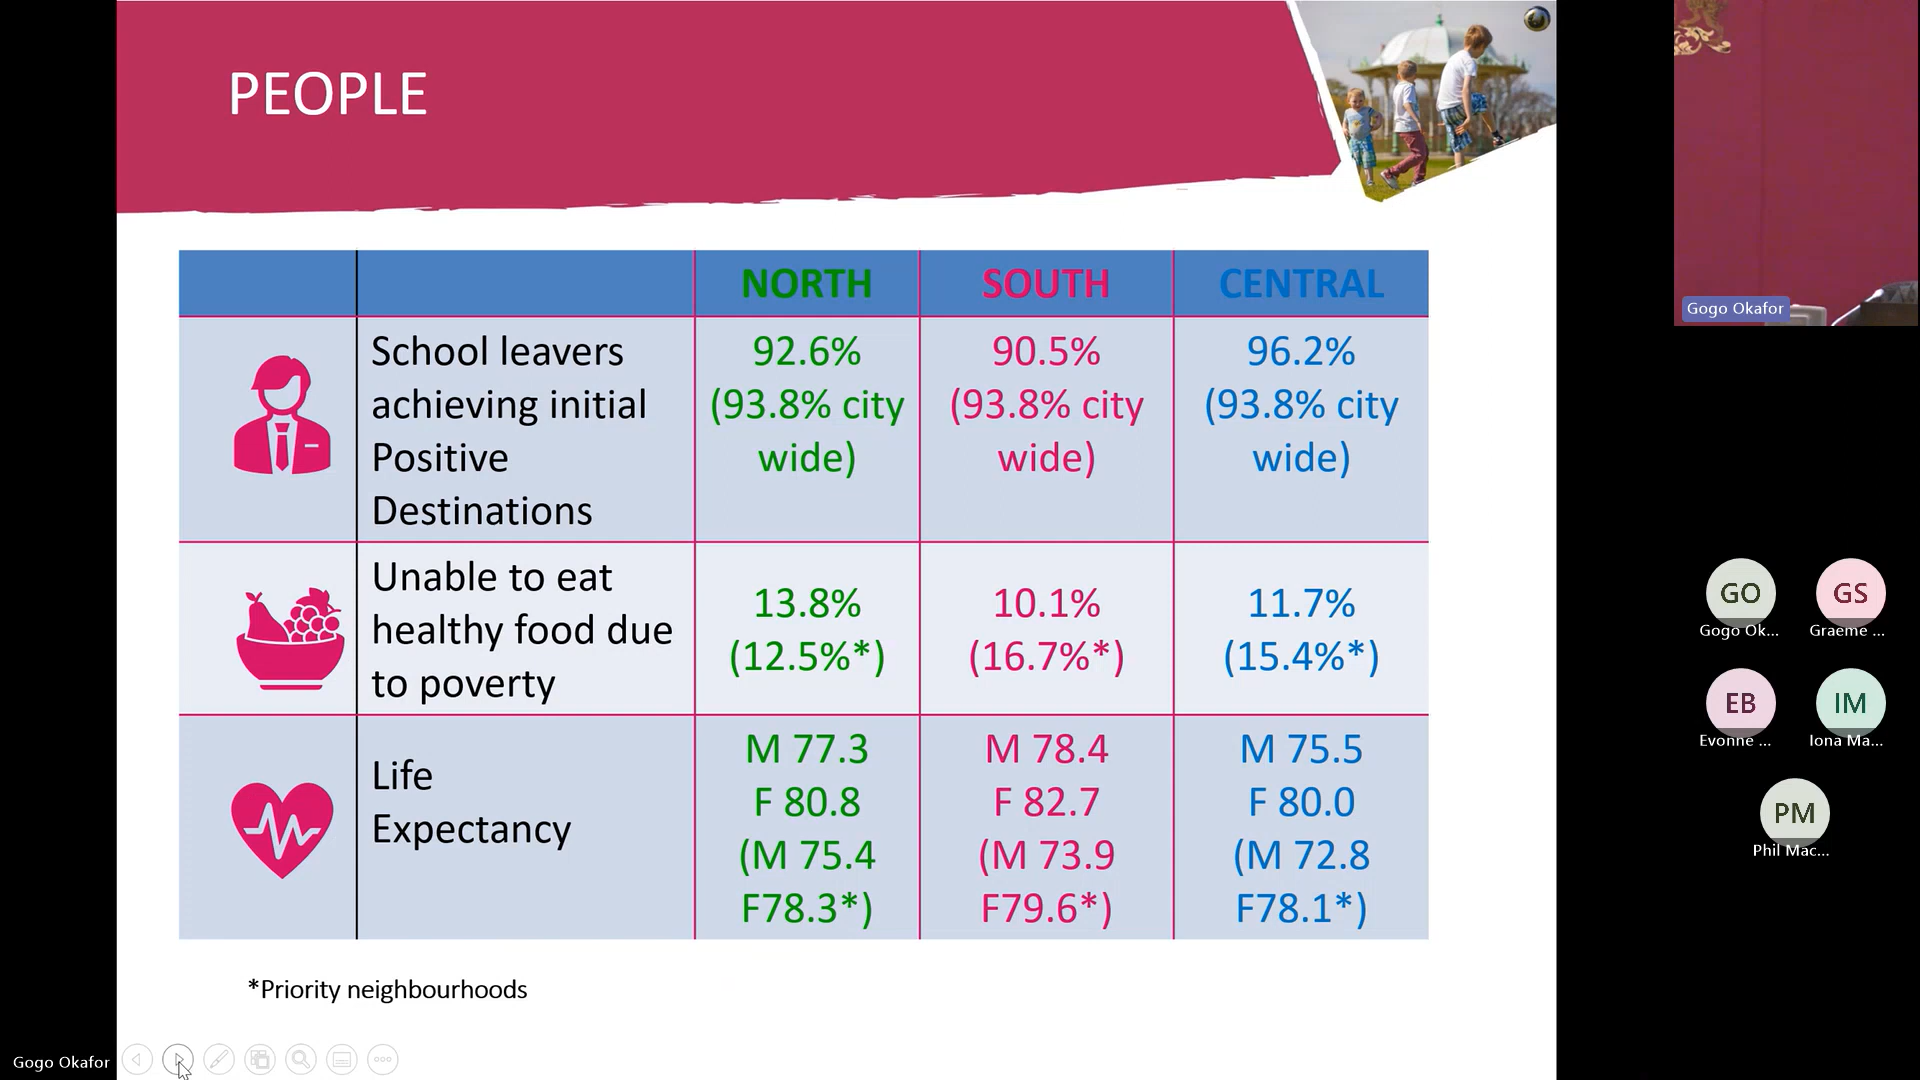 PEOPLE
NORTH
SOUTH
CENTRAL
School leavers
achieving initial
Positive
Destinations
92.6%
(93.8% city
wide)
90.5%
(93.8% city
wide)
96.2%
(93.8% city
wide)
Unable to eat
healthy food due
to poverty
13.8%
(12.5%*)
10.1%
(16.7%*)
11.7%
(15.4%*)
Life
Expectancy
M 77.3
F 80.8
(M 75.4
F78.3*)
M 78.4
F 82.7
(M 73.9
F79.6*)
M 75.5
F 80.0
(M 72.8
F78.1*)
*Priority neighbourhoods
Gogo Okafor
Gogo Okafor
GO
Gogo Ok...
GS
Graeme ...
EB
Evonne ...
IM
Iona Ma...
PM
Phil Mac...